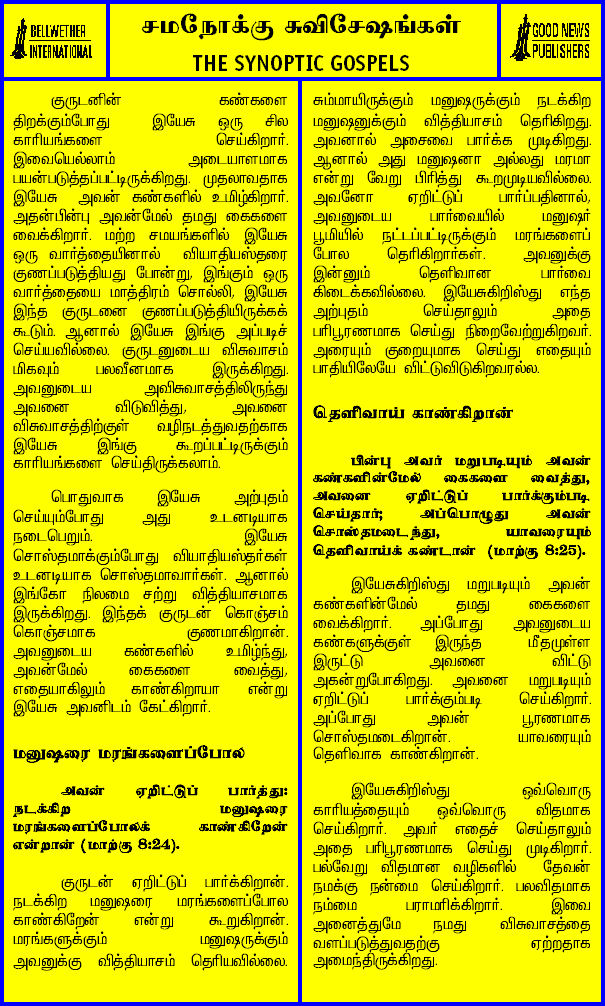 BELLWETHER
INTERNATIONAL
சமநோக்கு சுவிசேஷங்கள்
THE SYNOPTIC GOSPELS
GOOD NEWS
PUBLISHERS
குருடனின் கண்களை
திறக்கும்போது இயேசு ஒரு சில
காரியங்களை செய்கிறார்.
இவையெல்லாம் அடையாளமாக
பயன்படுத்தப்பட்டிருக்கிறது. முதலாவதாக
இயேசு அவன் கண்களில் உமிழ்கிறார்.
அதன்பின்பு அவன்மேல் தமது கைகளை
வைக்கிறார். மற்ற சமயங்களில் இயேசு
ஒரு வார்த்தையினால் வியாதியஸ்தரை
குணப்படுத்தியது போன்று, இங்கும் ஒரு
வார்த்தையை மாத்திரம் சொல்லி, இயேசு
இந்த குருடனை குணப்படுத்தியிருக்கக்
கூடும். ஆனால் இயேசு இங்கு அப்படிச்
செய்யவில்லை. குருடனுடைய விசுவாசம்
மிகவும் பலவீனமாக இருக்கிறது.
அவனுடைய அவிசுவாசத்திலிருந்து
அவனை விடுவித்து, அவனை
விசுவாசத்திற்குள் வழிநடத்துவதற்காக
இயேசு இங்கு கூறப்பட்டிருக்கும்
காரியங்களை செய்திருக்கலாம்.
பொதுவாக இயேசு அற்புதம்
செய்யும்போது அது உடனடியாக
நடைபெறும். இயேசு
சொஸ்தமாக்கும்போது வியாதியஸ்தர்கள்
உடனடியாக சொஸ்தமாவார்கள். ஆனால்
இங்கோ நிலமை சற்று வித்தியாசமாக
இருக்கிறது. இந்தக் குருடன் கொஞ்சம்
கொஞ்சமாக குணமாகிறான்.
அவனுடைய கண்களில் உமிழ்ந்து,
அவன்மேல் கைகளை வைத்து,
எதையாகிலும் காண்கிறாயா என்று
இயேசு அவனிடம் கேட்கிறார்.
மனுஷரை மரங்களைப்போல
அவன் ஏறிட்டுப் பார்த்து:
நடக்கிற மனுஷரை
மரங்களைப்போலக் காண்கிறேன்
என்றான் (மாற்கு 8:24).
குருடன் ஏறிட்டுப் பார்க்கிறான்.
நடக்கிற மனுஷரை மரங்களைப்போல
காண்கிறேன் என்று கூறுகிறான்.
மரங்களுக்கும் மனுஷருக்கும்
அவனுக்கு வித்தியாசம் தெரியவில்லை.
சும்மாயிருக்கும் மனுஷருக்கும் நடக்கிற
மனுஷனுக்கும் வித்தியாசம் தெரிகிறது.
அவனால் அசைவை பார்க்க முடிகிறது.
ஆனால் அது மனுஷனா அல்லது மரமா
என்று வேறு பிரித்து கூறமுடியவில்லை.
அவனோ ஏறிட்டுப் பார்ப்பதினால்,
அவனுடைய பார்வையில் மனுஷர்
பூமியில் நட்டப்பட்டிருக்கும் மரங்களைப்
போல தெரிகிறார்கள். அவனுக்கு
இன்னும் தெளிவான பார்வை
கிடைக்கவில்லை. இயேசுகிறிஸ்து எந்த
அற்புதம் செய்தாலும் அதை
பரிபூரணமாக செய்து நிறைவேற்றுகிறவர்.
அரையும் குறையுமாக செய்து எதையும்
பாதியிலேயே விட்டுவிடுகிறவரல்ல.
தெளிவாய் காண்கிறான்
பின்பு அவர் மறுபடியும் அவன்
கண்களின்மேல் கைகளை வைத்து,
அவனை ஏறிட்டுப் பார்க்கும்படி
செய்தார்; அப்பொழுது அவன்
சொஸ்தமடைந்து, யாவரையும்
தெளிவாய்க் கண்டான் (மாற்கு 8:25).
இயேசுகிறிஸ்து மறுபடியும் அவன்
கண்களின்மேல் தமது கைகளை
வைக்கிறார். அப்போது அவனுடைய
கண்களுக்குள் இருந்த மீதமுள்ள
இருட்டு அவனை விட்டு
அகன்றுபோகிறது. அவனை மறுபடியும்
ஏறிட்டுப் பார்க்கும்படி செய்கிறார்.
அப்போது அவன் பூரணமாக
சொஸ்தமடைகிறான். யாவரையும்
தெளிவாக காண்கிறான்.
இயேசுகிறிஸ்து ஒவ்வொரு
காரியத்தையும் ஒவ்வொரு விதமாக
செய்கிறார். அவர் எதைச் செய்தாலும்
அதை பரிபூரணமாக செய்து முடிகிறார்.
பல்வேறு விதமான வழிகளில் தேவன்
நமக்கு நன்மை செய்கிறார். பலவிதமாக
நம்மை பராமரிக்கிறார். இவை
அனைத்துமே நமது விசுவாசத்தை
வளப்படுத்துவதற்கு ஏற்றதாக
அமைந்திருக்கிறது.